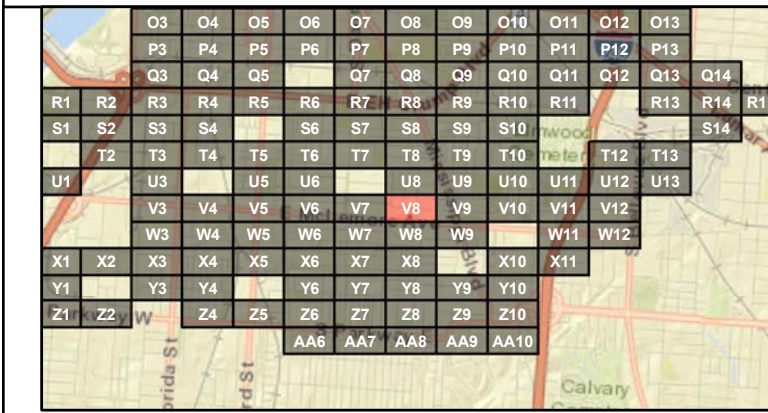 O3 O4 O5 O6 O7 O8 O9 O10 O11 O12 O13
P3 P4 P5 P6 P7 P8 P9 P10 P11 P12 P13
Q3 Q4 Q5 Q7 Q8 Q9 Q10 Q11 Q12 Q13 Q14
R1 R2 R3 R4 R5 R6 R7 R8 R9 R10 R11 R13 R14
S1 S2 S3 S4 S6 S7 S8 S9 S10 S14
T2 T3 T4 T5 T6 T7 T8 T9 T10 T12 T13
U1 U3 U5 U6 U8 U9 U10 U11 U12 U13
V3 V4 V5 V6 V7 V8 V9 V10 V11 V12
E McLemore Ave
W3 W4 W5 W6 W7 W8 W9 W11 W12
X1 X2 X3 X4 X5 X6 X7 X8 X10 X11
Y1 Y3 Y4 Y6 Y7 Y8 Y9 Y10
Z1 Z2 Z4 Z5 Z6 Z7 Z8 Z9 Z10
Parkway W
S Parkway E
AA6 AA7 AA8 AA9 AA10
Calvary